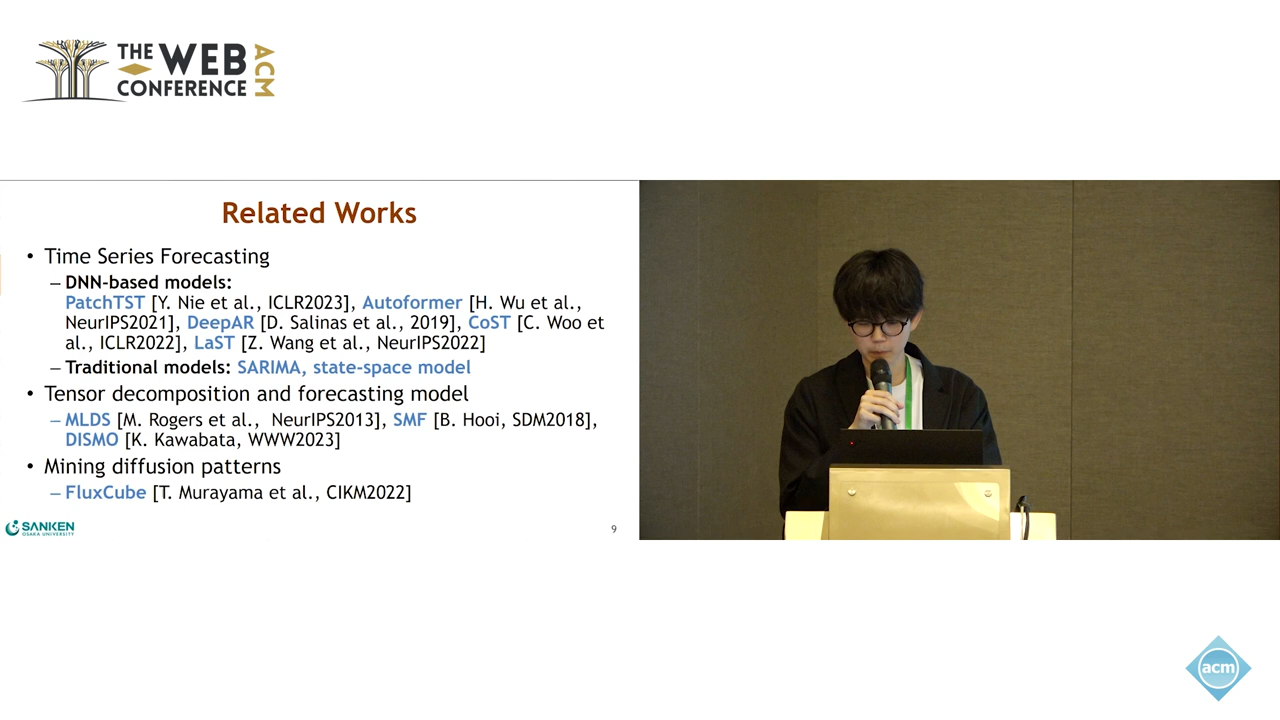 THE WEB
CONFERENCE
ACM
Related Works
• Time Series Forecasting
– DNN-based models:
PatchTST [Y. Nie et al., ICLR2023], Autoformer [H. Wu et al.,
NeurIPS2021], DeepAR [D. Salinas et al., 2019], CoST [C. Woo et
al., ICLR2022], LaST [Z. Wang et al., NeurIPS2022]
– Traditional models: SARIMA, state-space model
• Tensor decomposition and forecasting model
– MLDS [M. Rogers et al., NeurIPS2013], SMF [B. Hooi, SDM2018],
DISMO [K. Kawabata, WWW2023]
• Mining diffusion patterns
– FluxCube [T. Murayama et al., CIKM2022]
SANKEN
OSAKA UNIVERSITY
9
acm